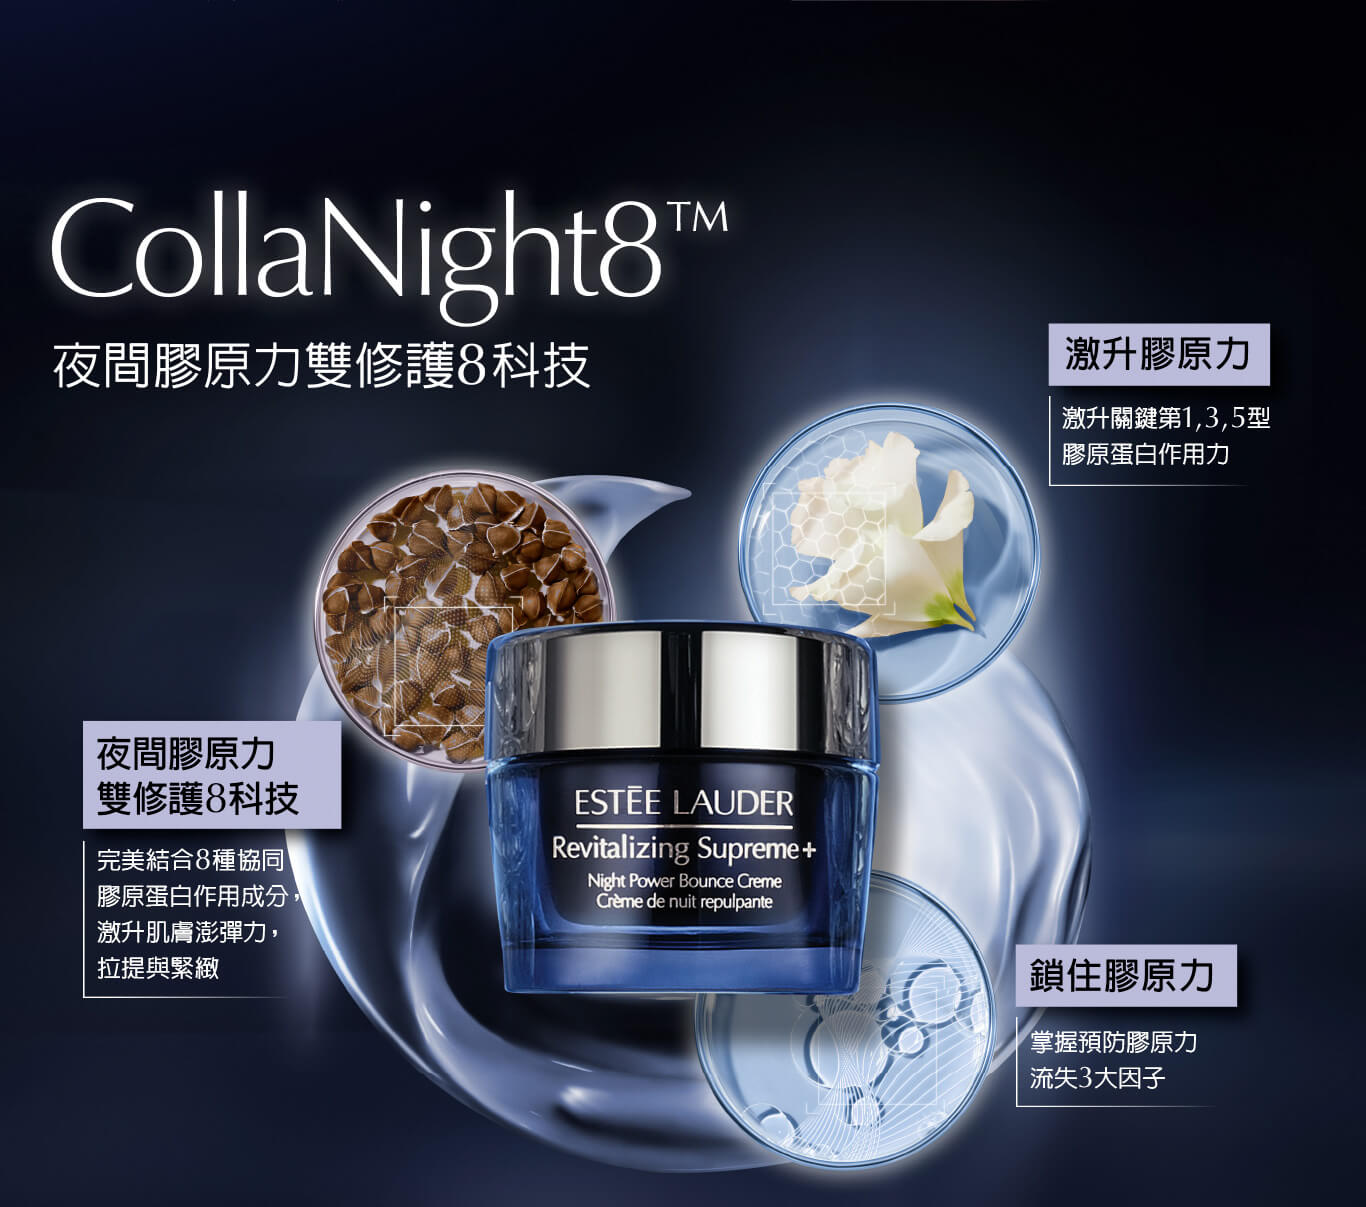 CollaNight8™
夜間膠原力雙修護8科技
激升膠原力
激升關鍵第1,3,5型
膠原蛋白作用力
夜間膠原力
雙修護8科技
完美結合8種協同
膠原蛋白作用成分，
激升肌膚澎彈力，
拉提與緊緻
ESTĒE LAUDER
Revitalizing Supreme+
Night Power Bounce Creme
Crème de nuit repulpante
鎖住膠原力
掌握預防膠原力
流失3大因子